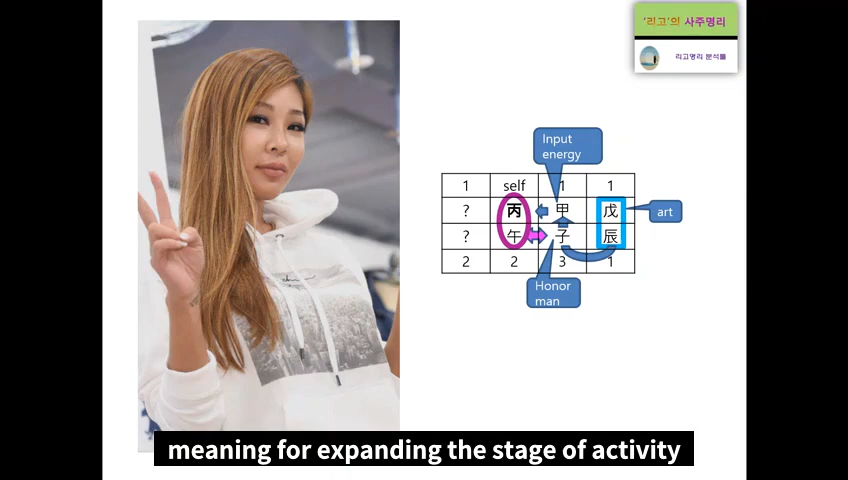 '리고'의 사주명리
리고명리 분석틀
Input
energy
1 self 1 1
? 丙 甲 戊
art
? 午 子 辰
2 2 3 1
Honor
man
meaning for expanding the stage of activity